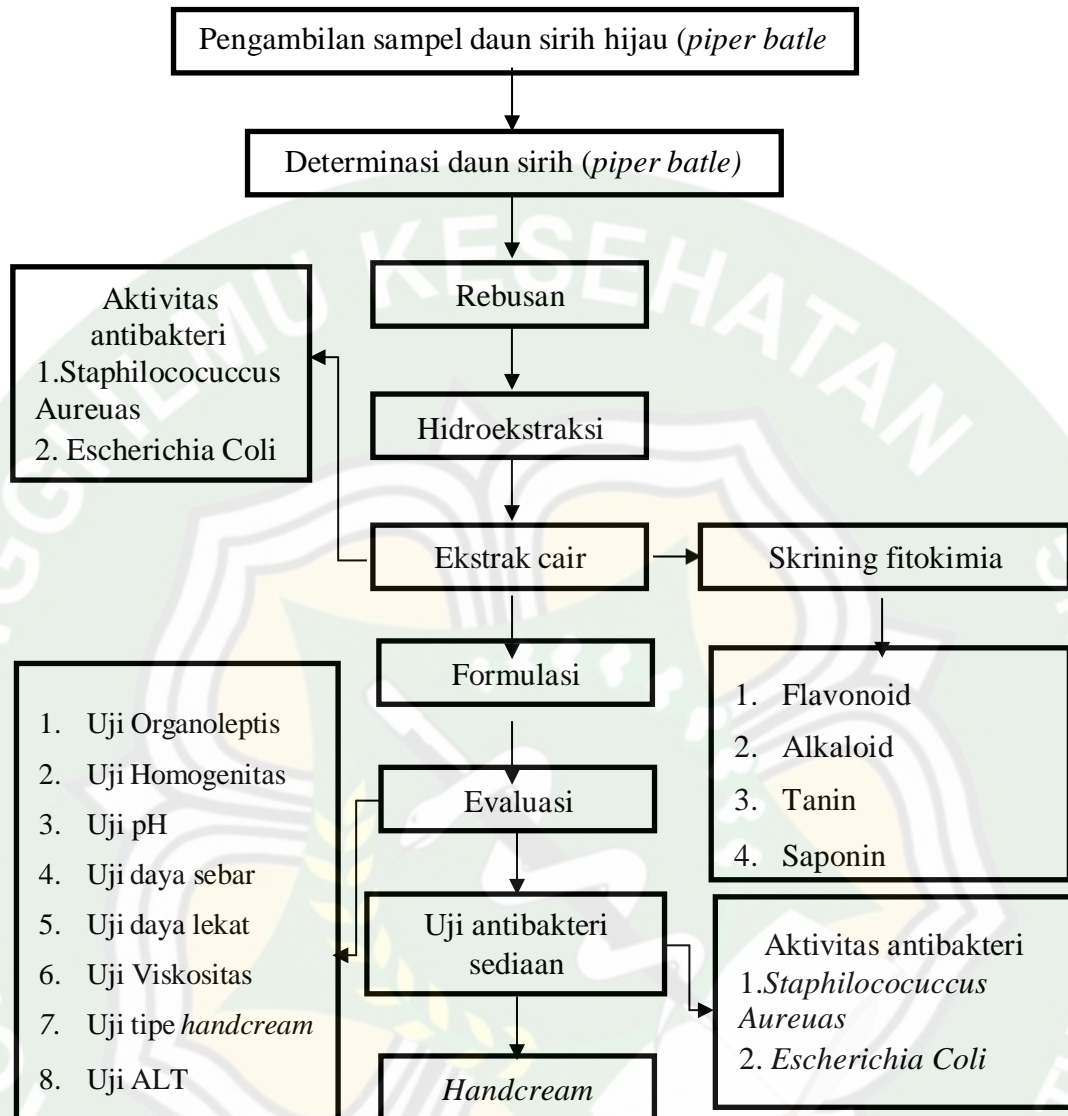 Pengambilan sampel daun sirih hijau (piper batle
Determinasi daun sirih (piper batle)
Rebusan
Aktivitas
antibakteri
1.Staphilococuccus
Aureuas
2. Escherichia Coli
Hidroekstraksi
Ekstrak cair
Skrining fitokimia
Formulasi
1. Flavonoid
2. Alkaloid
3. Tanin
4. Saponin
Evaluasi
1. Uji Organoleptis
2. Uji Homogenitas
3. Uji pH
4. Uji daya sebar
5. Uji daya lekat
6. Uji Viskositas
7. Uji tipe handcream
8. Uji ALT
Uji antibakteri
sediaan
Aktivitas antibakteri
1.Staphilococuccus
Aureuas
2. Escherichia Coli
Handcream
GGI ILMU KESEHATAN